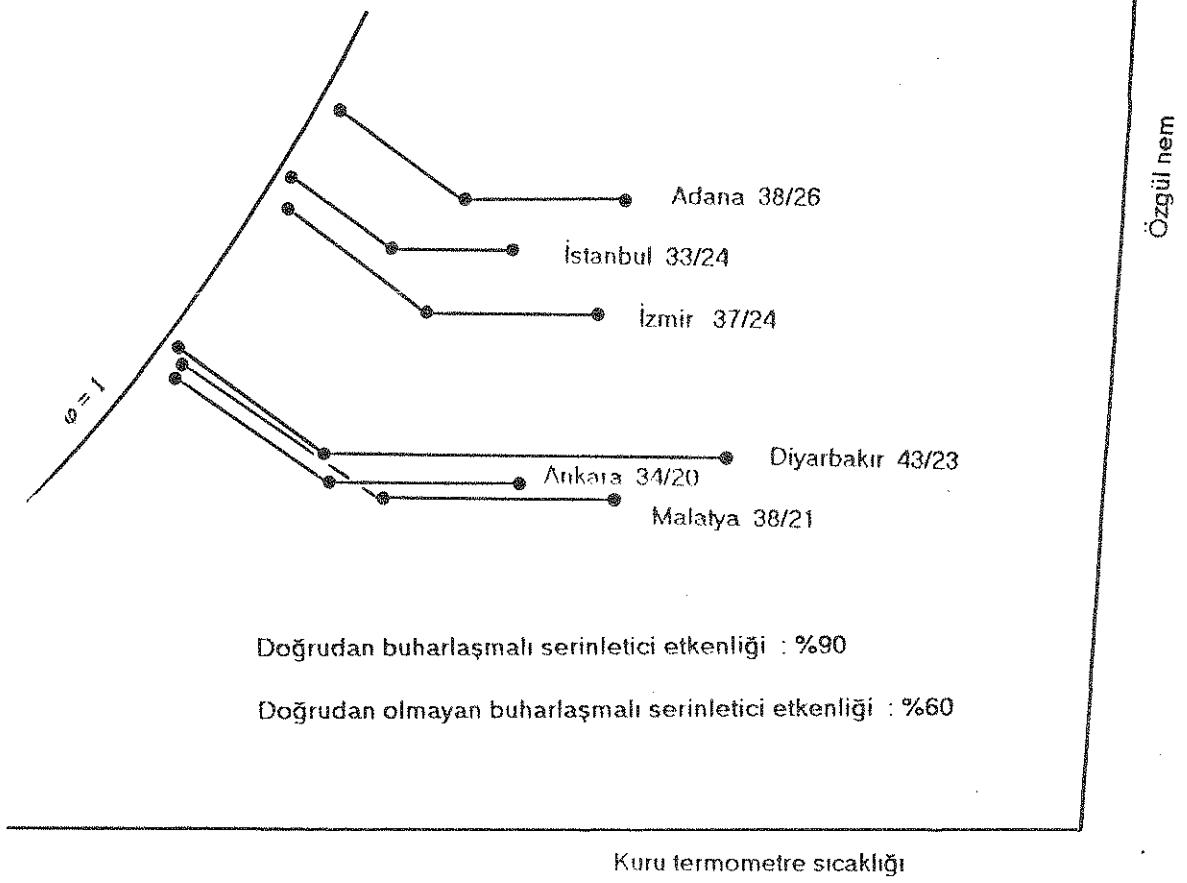 Adana 38/26
Özgül nem
İstanbul 33/24
İzmir 37/24
φ = 1
Diyarbakır 43/23
Ankara 34/20
Malatya 38/21
Doğrudan buharlaşmalı serinletici etkenliği : %90
Doğrudan olmayan buharlaşmalı serinletici etkenliği : %60
Kuru termometre sıcaklığı